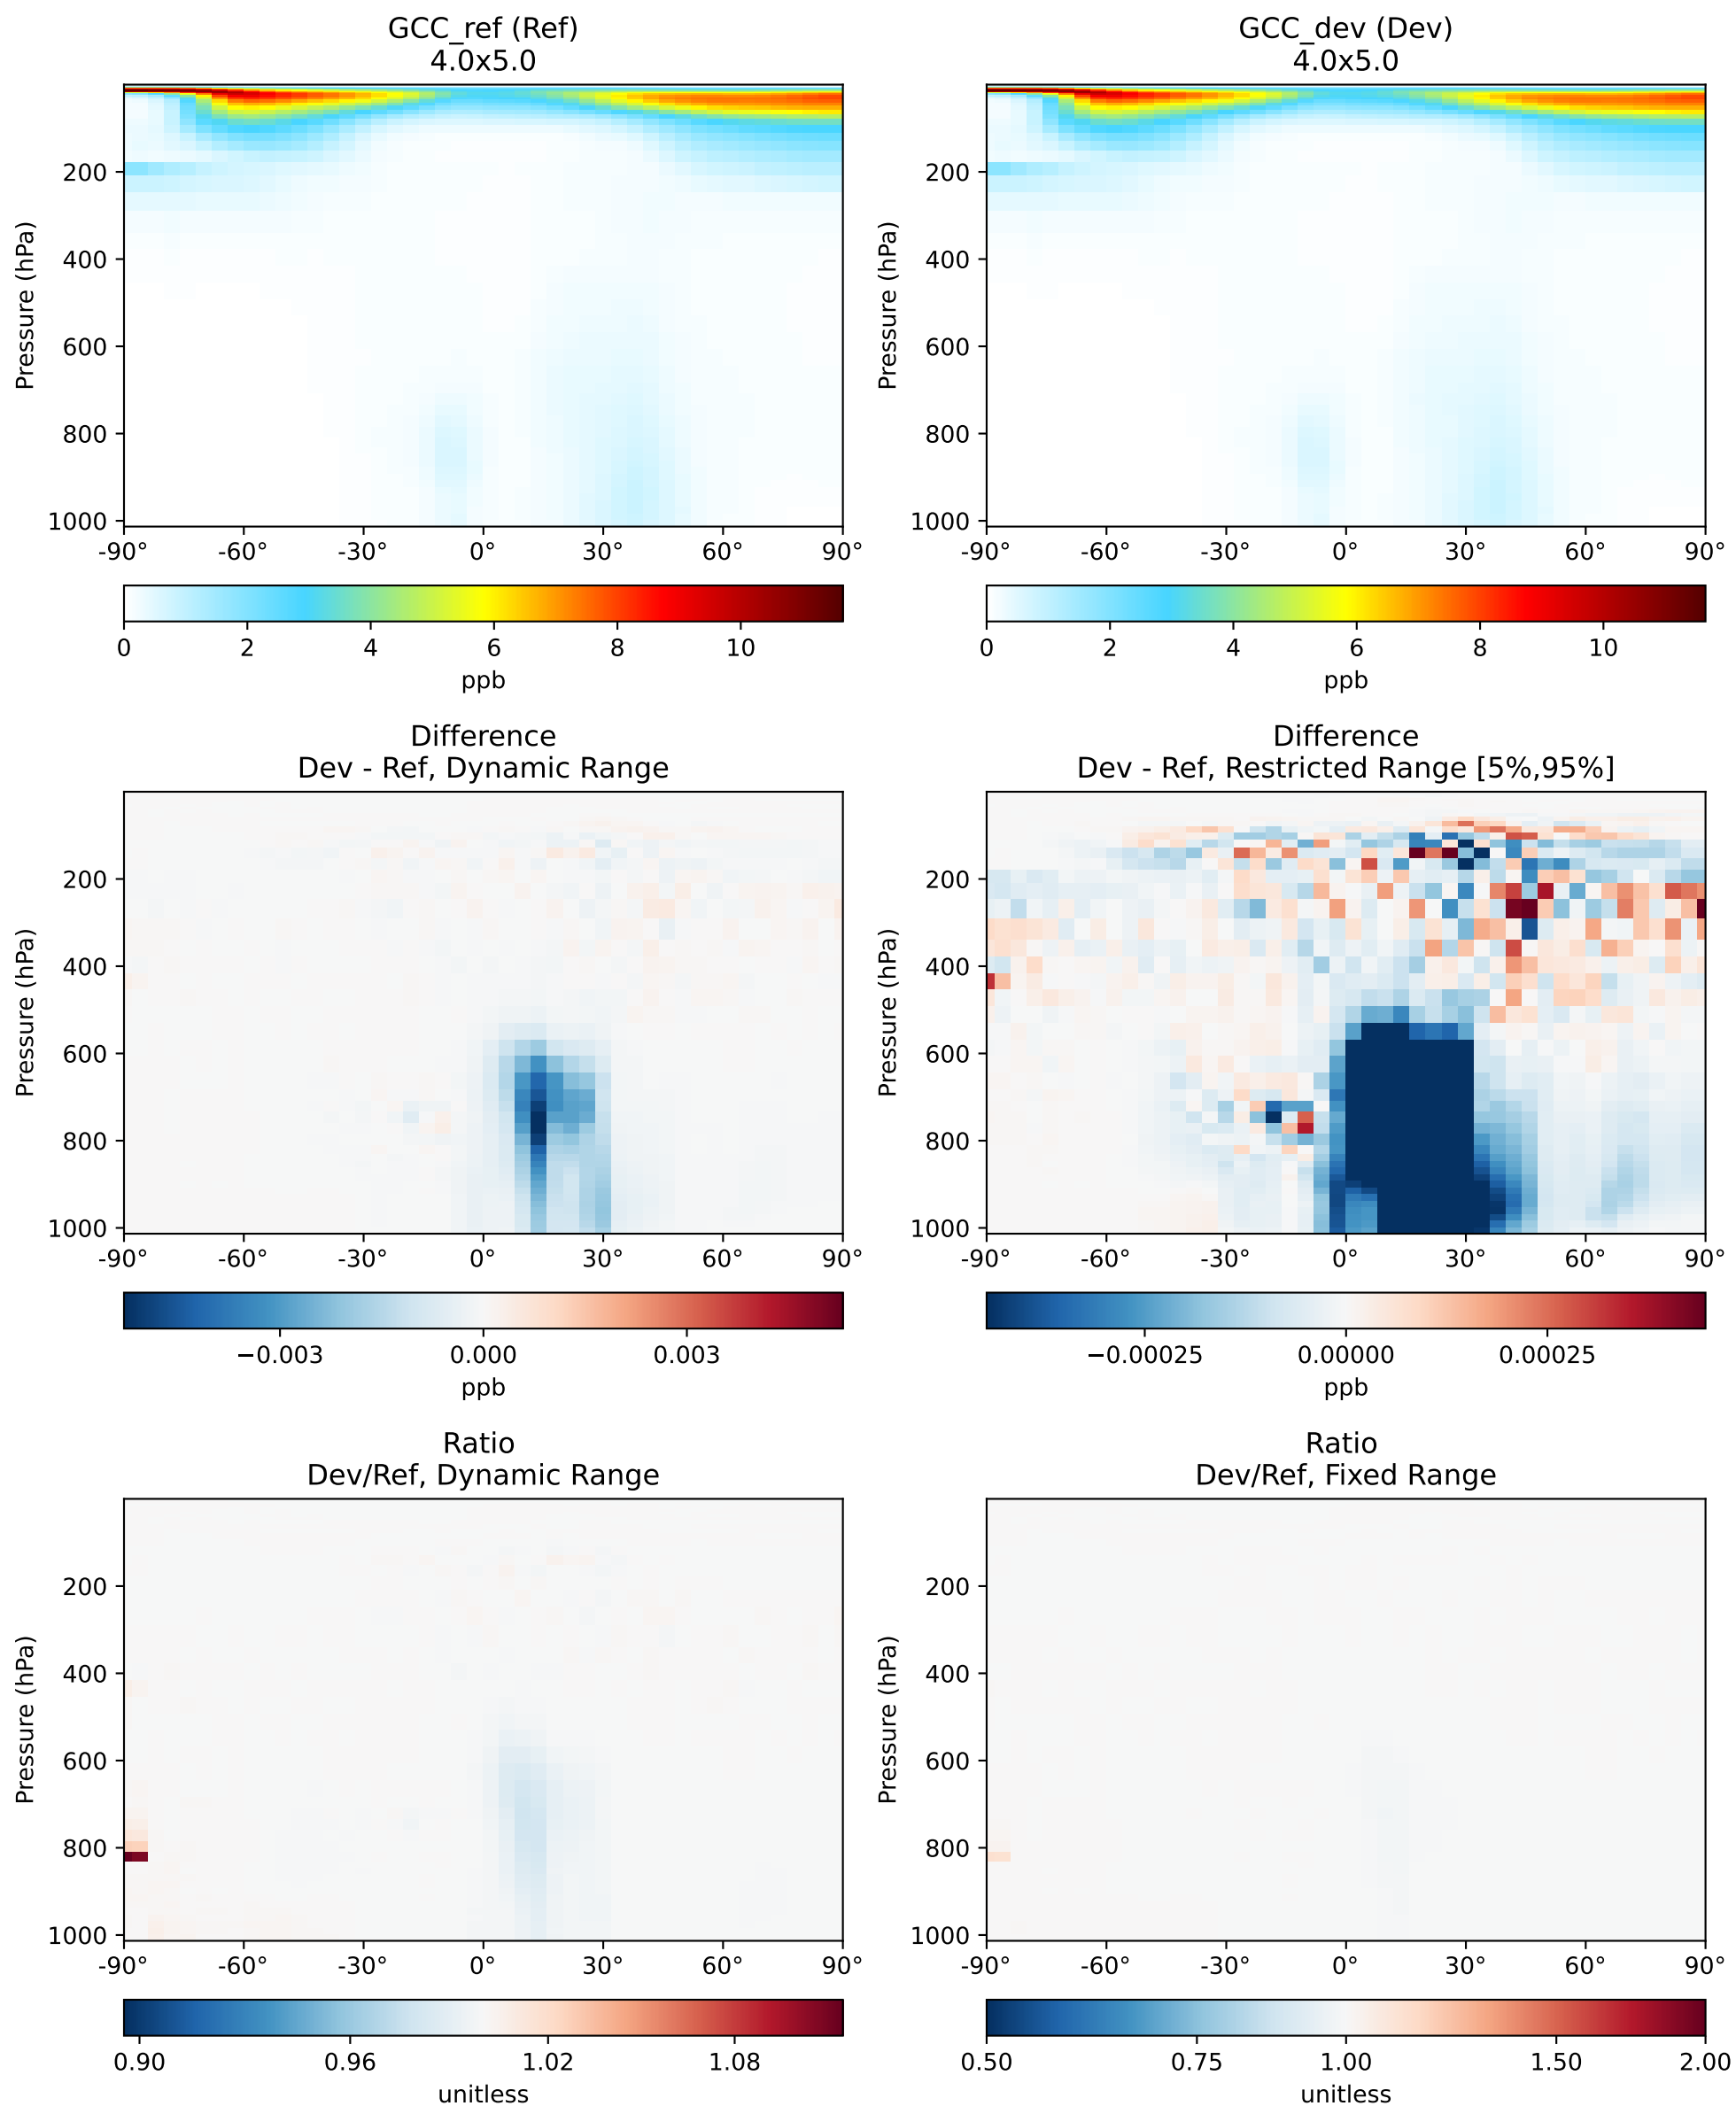 GCC_ref (Ref)
4.0x5.0
GCC_dev (Dev)
4.0x5.0
Pressure (hPa)
200
400
600
800
1000
-90° -60° -30° 0° 30° 60° 90°
0 2 4 6 8 10
ppb
Pressure (hPa)
200
400
600
800
1000
-90° -60° -30° 0° 30° 60° 90°
0 2 4 6 8 10
ppb
Difference
Dev - Ref, Dynamic Range
Difference
Dev - Ref, Restricted Range [5%,95%]
Pressure (hPa)
200
400
600
800
1000
-90° -60° -30° 0° 30° 60° 90°
−0.003 0.000 0.003
ppb
Pressure (hPa)
200
400
600
800
1000
-90° -60° -30° 0° 30° 60° 90°
−0.00025 0.00000 0.00025
ppb
Ratio
Dev/Ref, Dynamic Range
Ratio
Dev/Ref, Fixed Range
Pressure (hPa)
200
400
600
800
1000
-90° -60° -30° 0° 30° 60° 90°
0.90 0.96 1.02 1.08
unitless
Pressure (hPa)
200
400
600
800
1000
-90° -60° -30° 0° 30° 60° 90°
0.50 0.75 1.00 1.50 2.00
unitless